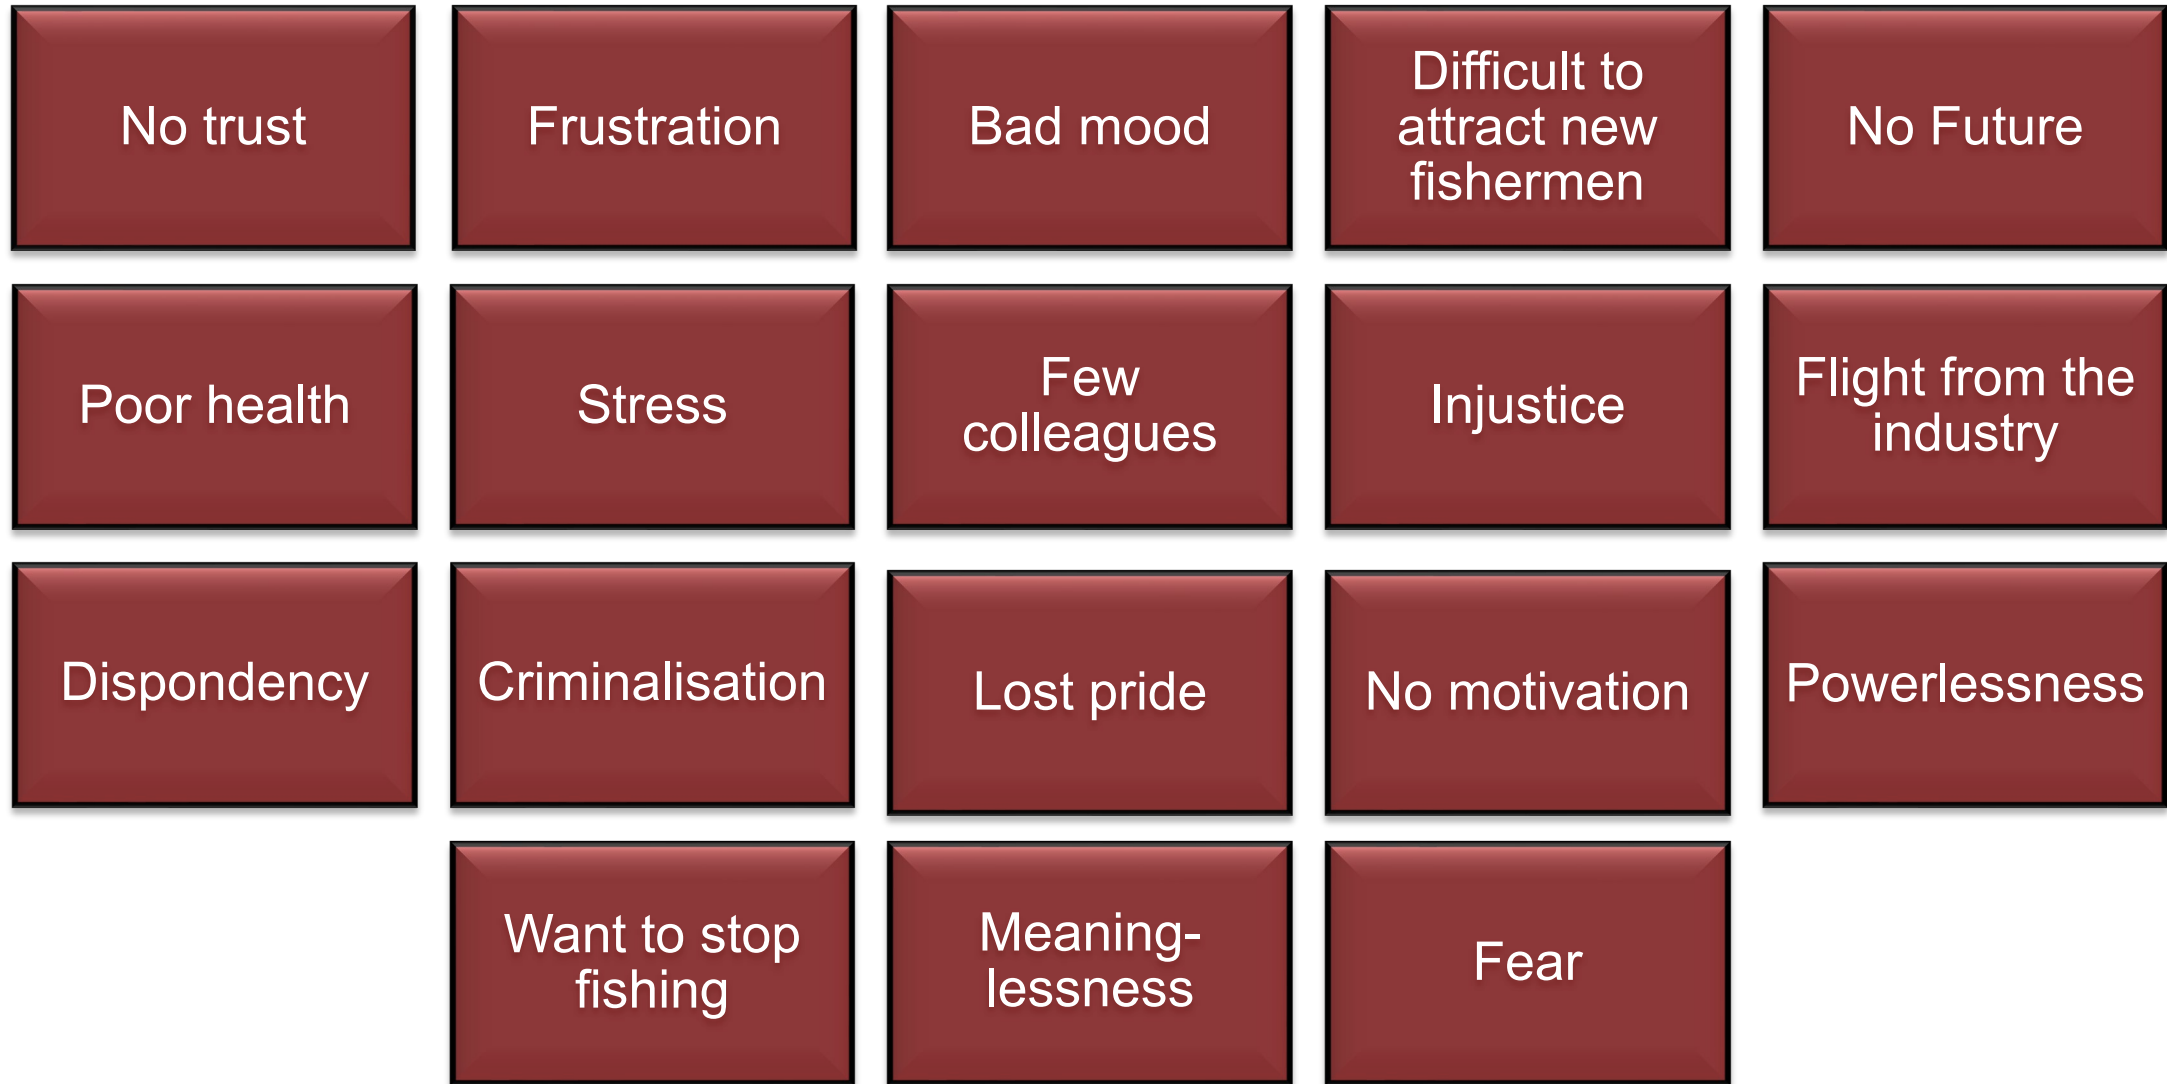 No trust
Frustration
Bad mood
Difficult to
attract new
fishermen
No Future
Poor health
Stress
Few
colleagues
Injustice
Flight from the
industry
Dispondency
Criminalisation
Lost pride
No motivation
Powerlessness
Want to stop
fishing
Meaning-
lessness
Fear